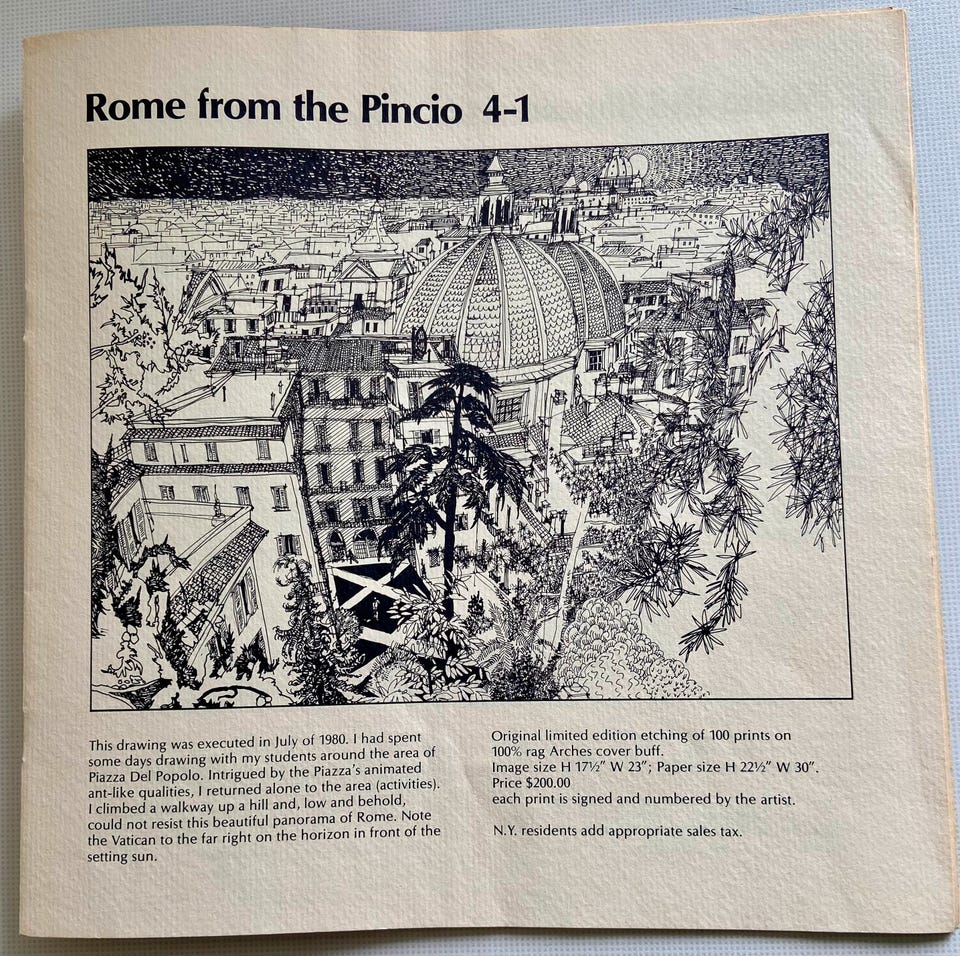 Rome from the Pincio 4-1
This drawing was executed in July of 1980. I had spent
some days drawing with my students around the area of
Piazza Del Popolo. Intrigued by the Piazza's animated
ant-like qualities, I returned alone to the area (activities).
I climbed a walkway up a hill and, low and behold,
could not resist this beautiful panorama of Rome. Note
the Vatican to the far right on the horizon in front of the
setting sun.
Original limited edition etching of 100 prints on
100% rag Arches cover buff.
Image size H 17½" W 23"; Paper size H 22½" W 30".
Price $200.00
each print is signed and numbered by the artist.
N.Y. residents add appropriate sales tax.